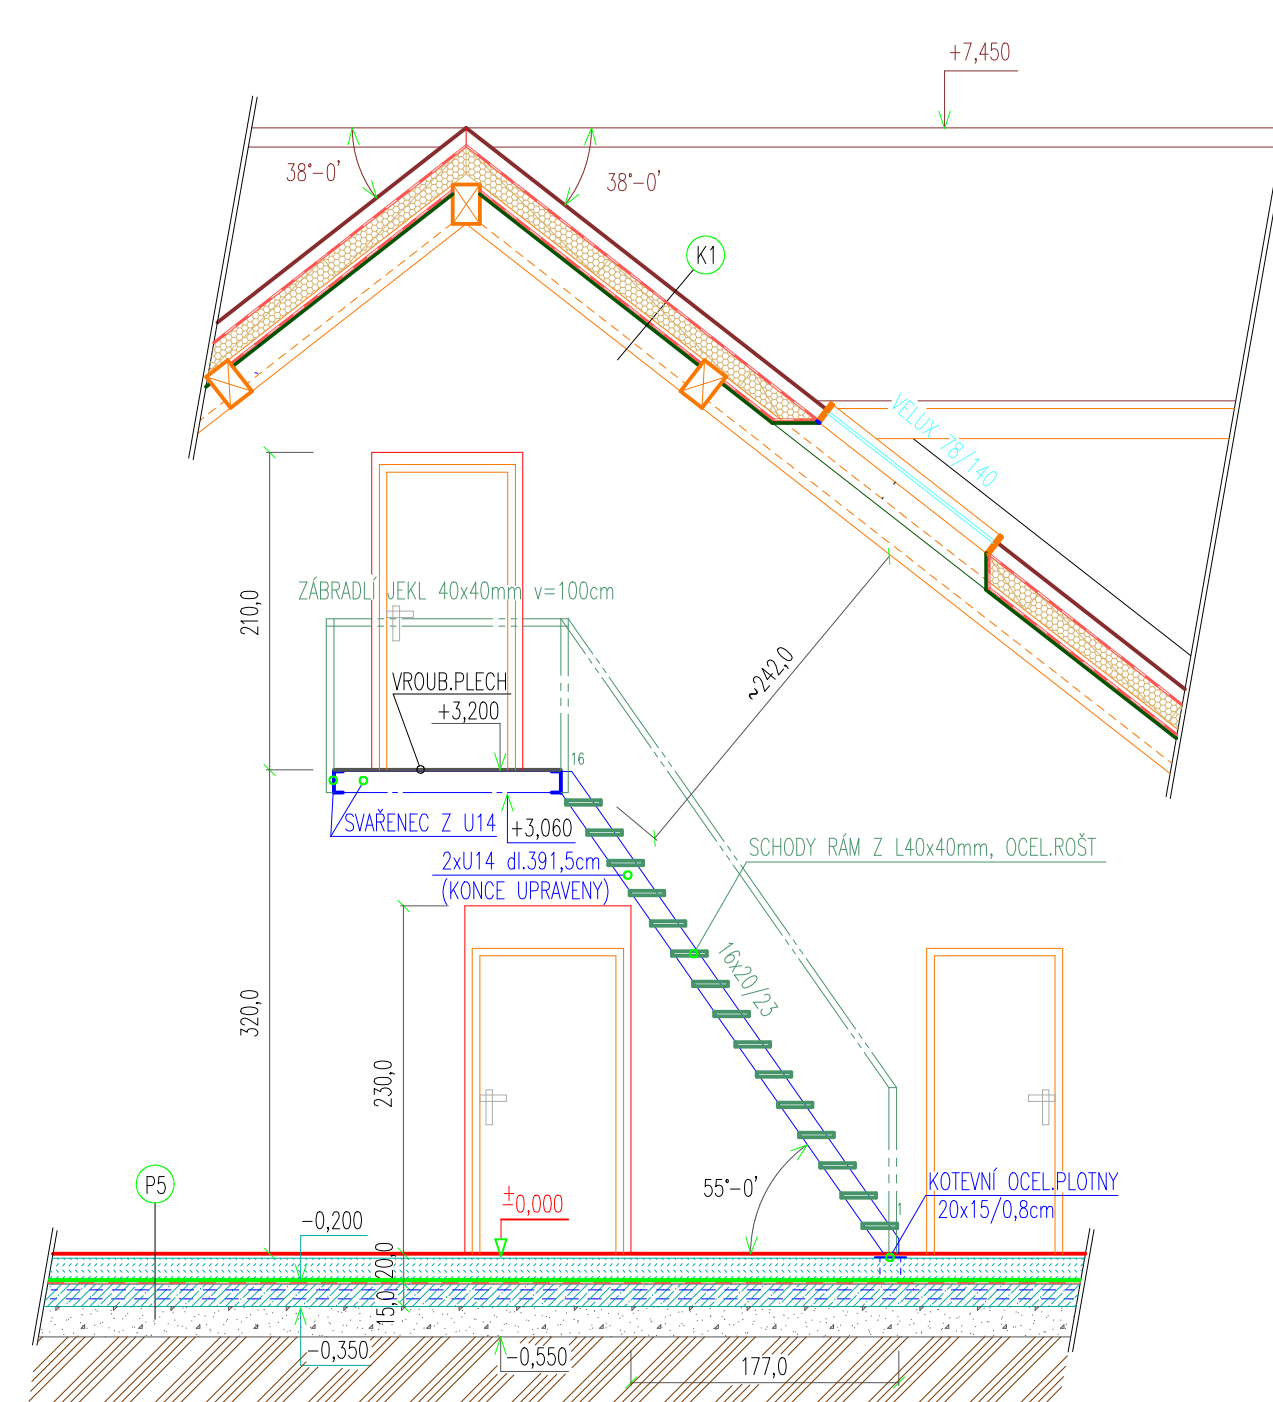 +7,450
38°-0'
38°-0'
K1
VELUX 78/140
ZÁBRADLÍ JEKL 40x40mm v=100cm
210,0
~242,0
VROUB.PLECH
+3,200
16
SVAŘENEC Z U14
+3,060
SCHODY RÁM Z L40x40mm, OCEL.ROŠT
2xU14 dl.391,5cm
(KONCE UPRAVENY)
16x20/23
320,0
230,0
55°-0'
P5
KOTEVNÍ OCEL.PLOTNY
20x15/0,8cm
1
±0,000
-0,200
20,0
15,0
-0,350
-0,550
177,0